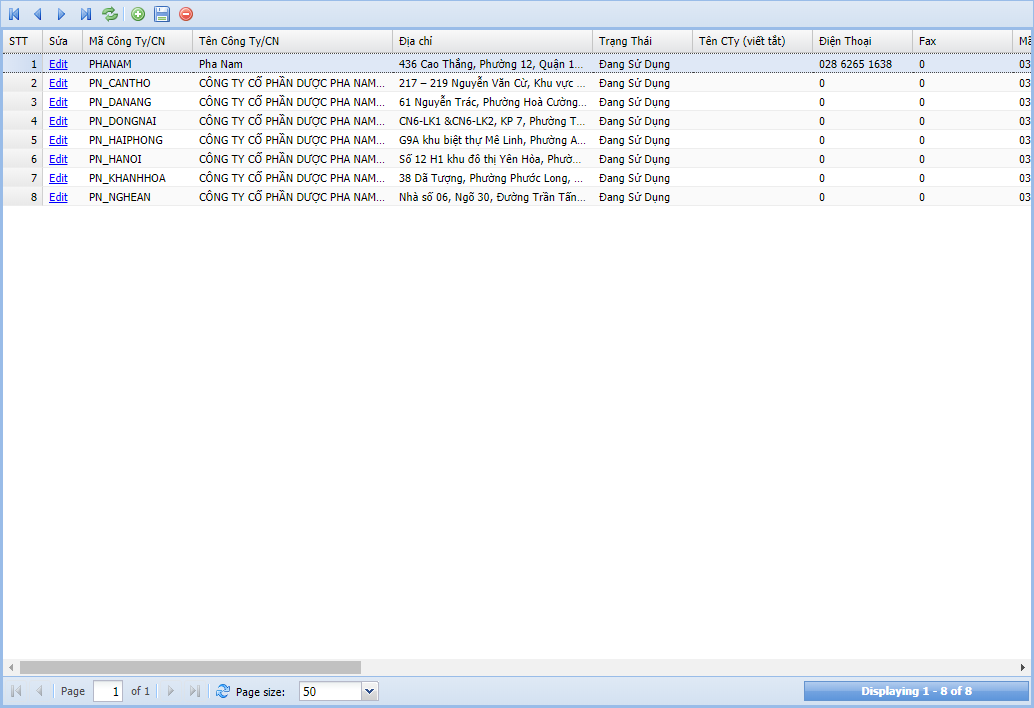 STT Sửa Mã Công Ty/CN Tên Công Ty/CN Địa chỉ Trạng Thái Tên CTy (viết tắt) Điện Thoại Fax Mã
1 Edit PHANAM Pha Nam 436 Cao Thắng, Phường 12, Quận 1... Đang Sử Dụng 028 6265 1638 0 03
2 Edit PN_CANTHO CÔNG TY CỔ PHẦN DƯỢC PHA NAM... 217 – 219 Nguyễn Văn Cừ, Khu vực ... Đang Sử Dụng 0 0 03
3 Edit PN_DANANG CÔNG TY CỔ PHẦN DƯỢC PHA NAM... 61 Nguyễn Trác, Phường Hoà Cường... Đang Sử Dụng 0 0 03
4 Edit PN_DONGNAI CÔNG TY CỔ PHẦN DƯỢC PHA NAM... CN6-LK1 &CN6-LK2, KP 7, Phường T... Đang Sử Dụng 0 0 03
5 Edit PN_HAIPHONG CÔNG TY CỔ PHẦN DƯỢC PHA NAM... G9A khu biệt thự Mê Linh, Phường A... Đang Sử Dụng 0 0 03
6 Edit PN_HANOI CÔNG TY CỔ PHẦN DƯỢC PHA NAM... Số 12 H1 khu đô thị Yên Hòa, Phườ... Đang Sử Dụng 0 0 03
7 Edit PN_KHANHHOA CÔNG TY CỔ PHẦN DƯỢC PHA NAM... 38 Dã Tượng, Phường Phước Long, ... Đang Sử Dụng 0 0 03
8 Edit PN_NGHEAN CÔNG TY CỔ PHẦN DƯỢC PHA NAM... Nhà số 06, Ngõ 30, Đường Trần Tấn... Đang Sử Dụng 0 0 03
Page 1 of 1 Page size: 50 Displaying 1 - 8 of 8